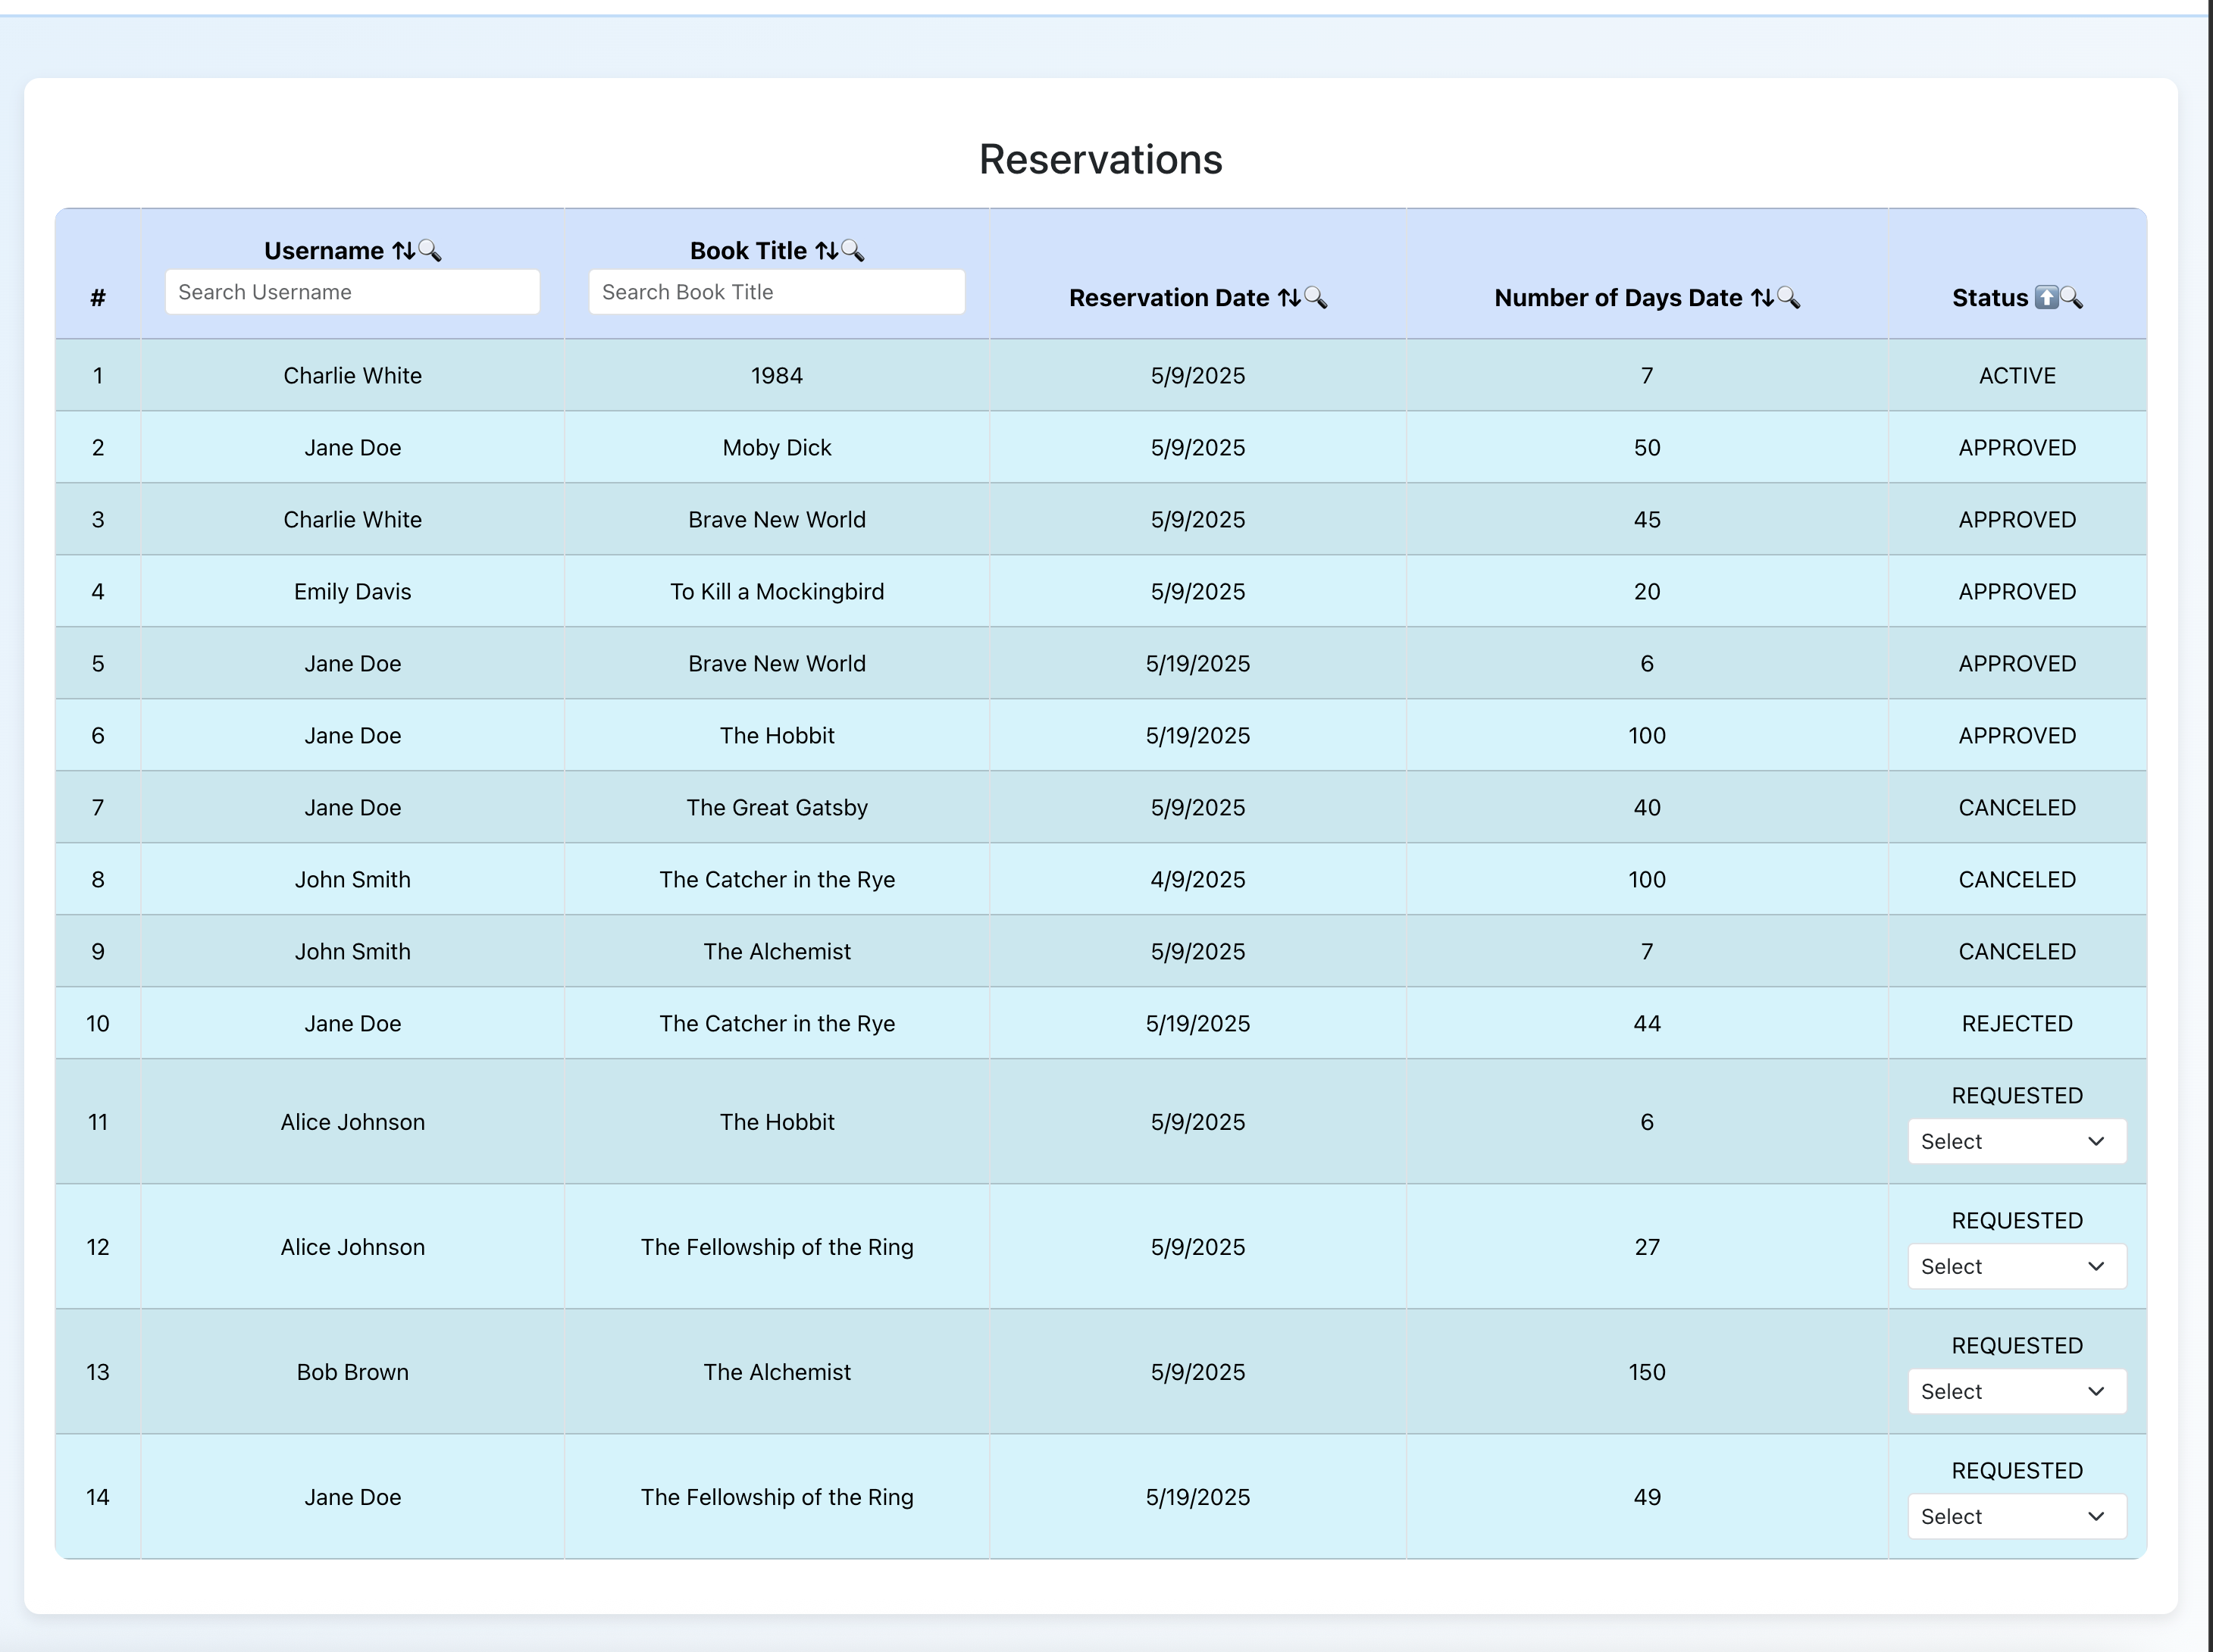 Reservations
# Username ⇅🔍 Book Title ⇅🔍 Reservation Date ⇅🔍 Number of Days Date ⇅🔍 Status ⬆️🔍
Search Username Search Book Title
1 Charlie White 1984 5/9/2025 7 ACTIVE
2 Jane Doe Moby Dick 5/9/2025 50 APPROVED
3 Charlie White Brave New World 5/9/2025 45 APPROVED
4 Emily Davis To Kill a Mockingbird 5/9/2025 20 APPROVED
5 Jane Doe Brave New World 5/19/2025 6 APPROVED
6 Jane Doe The Hobbit 5/19/2025 100 APPROVED
7 Jane Doe The Great Gatsby 5/9/2025 40 CANCELED
8 John Smith The Catcher in the Rye 4/9/2025 100 CANCELED
9 John Smith The Alchemist 5/9/2025 7 CANCELED
10 Jane Doe The Catcher in the Rye 5/19/2025 44 REJECTED
11 Alice Johnson The Hobbit 5/9/2025 6 REQUESTED
Select
12 Alice Johnson The Fellowship of the Ring 5/9/2025 27 REQUESTED
Select
13 Bob Brown The Alchemist 5/9/2025 150 REQUESTED
Select
14 Jane Doe The Fellowship of the Ring 5/19/2025 49 REQUESTED
Select